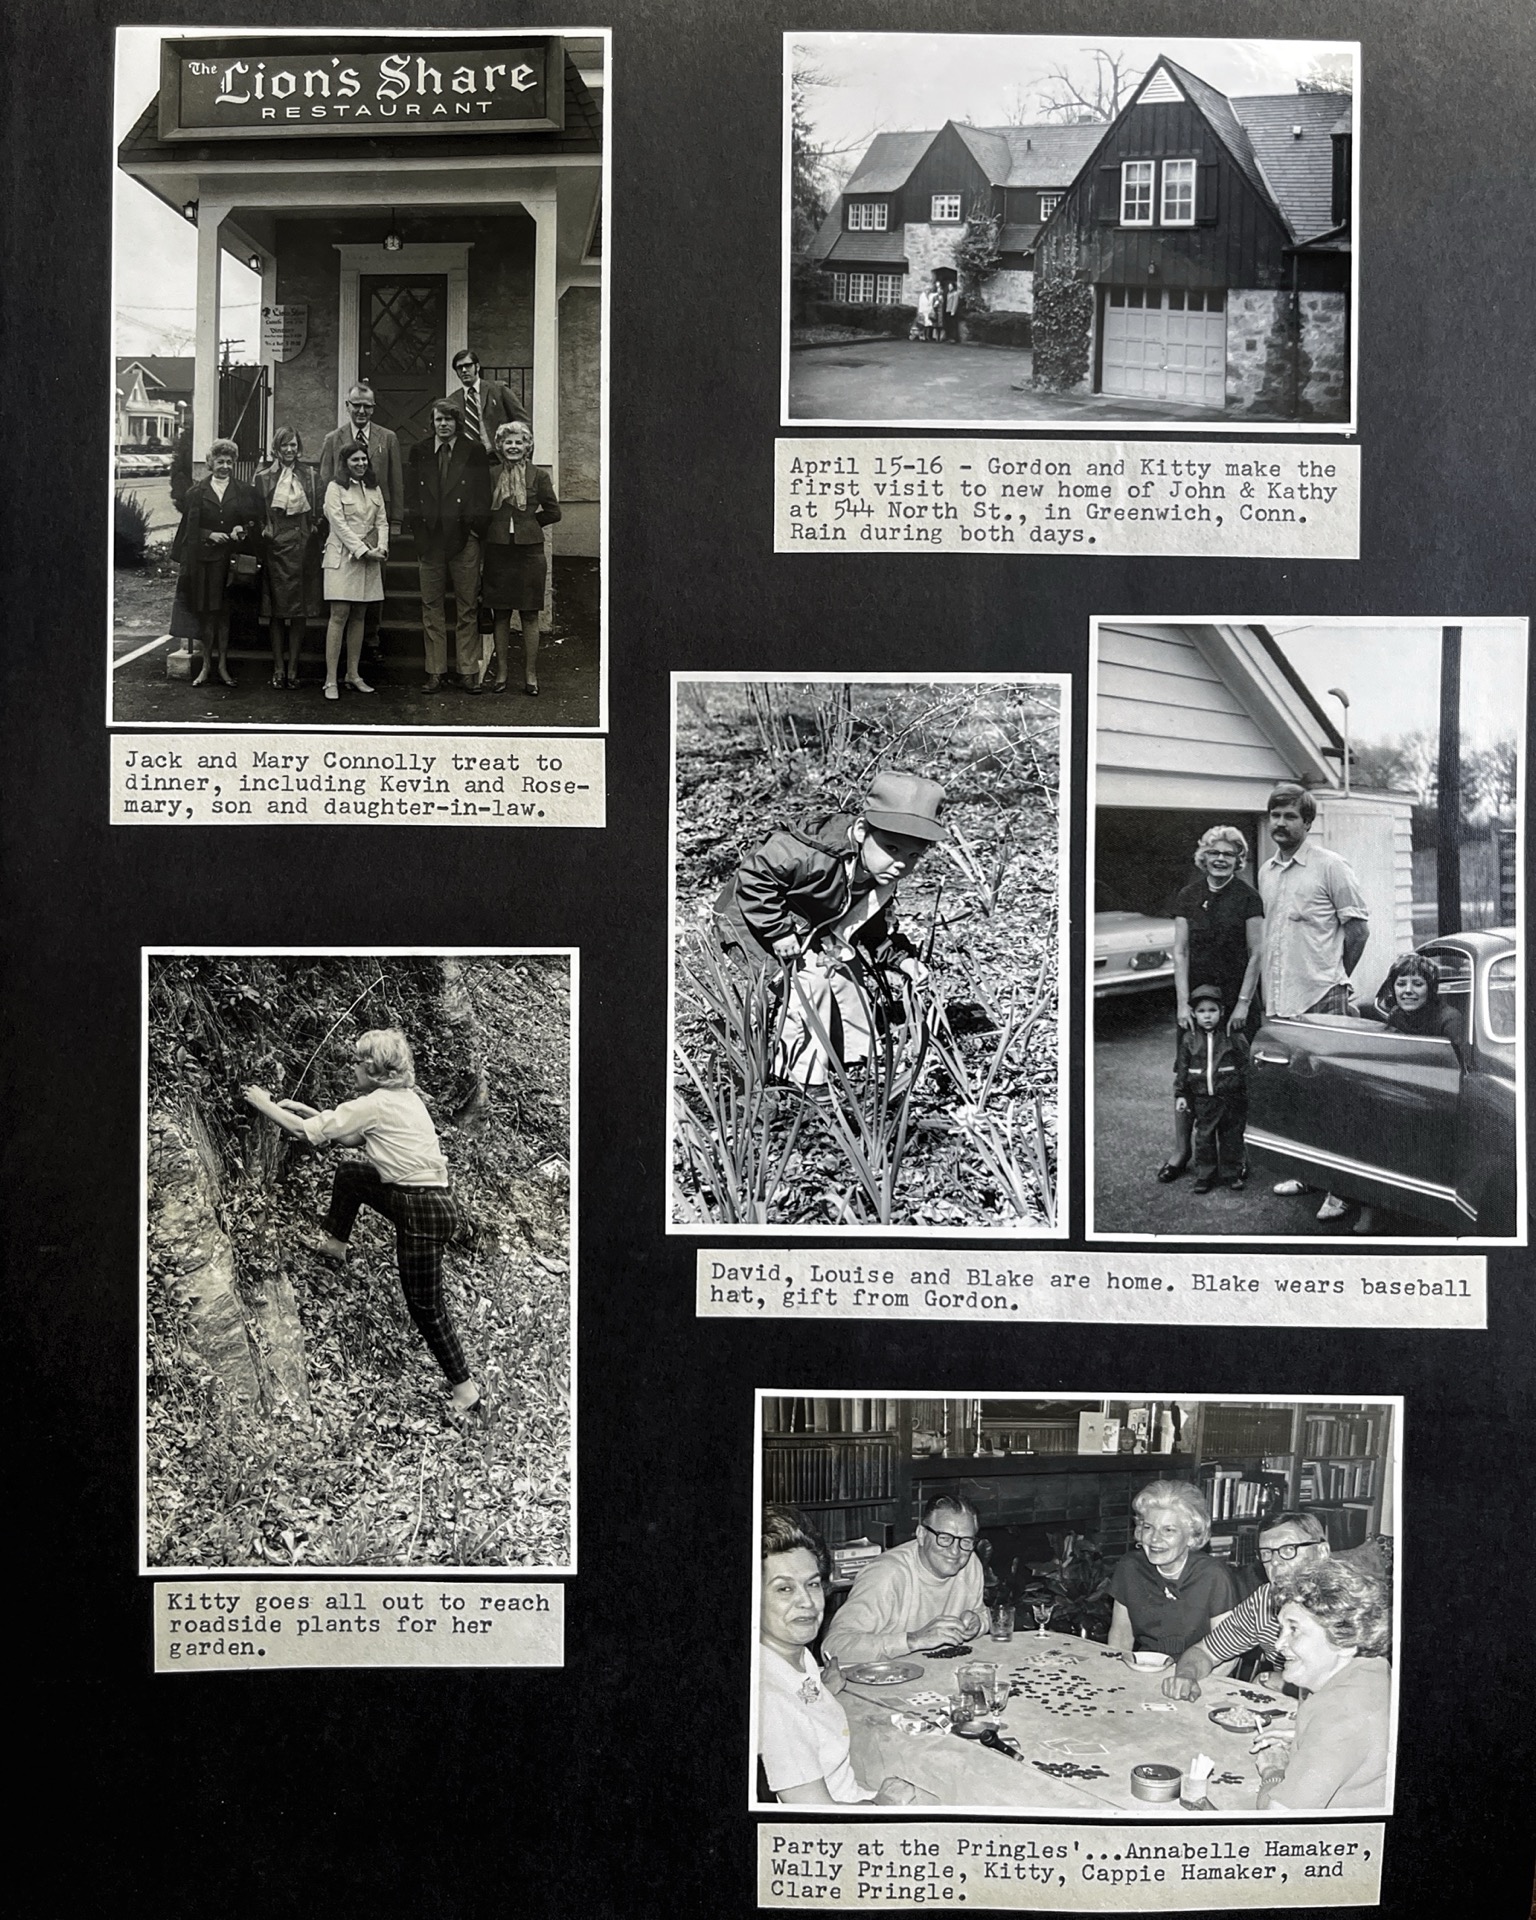 The Lion's Share
RESTAURANT
Lion's Share
Jack and Mary Connolly treat to
dinner, including Kevin and Rose-
mary, son and daughter-in-law.
April 15-16 - Gordon and Kitty make the
first visit to new home of John & Kathy
at 544 North St., in Greenwich, Conn.
Rain during both days.
David, Louise and Blake are home. Blake wears baseball
hat, gift from Gordon.
Kitty goes all out to reach
roadside plants for her
garden.
Party at the Pringles'...Annabelle Hamaker,
Wally Pringle, Kitty, Cappie Hamaker, and
Clare Pringle.